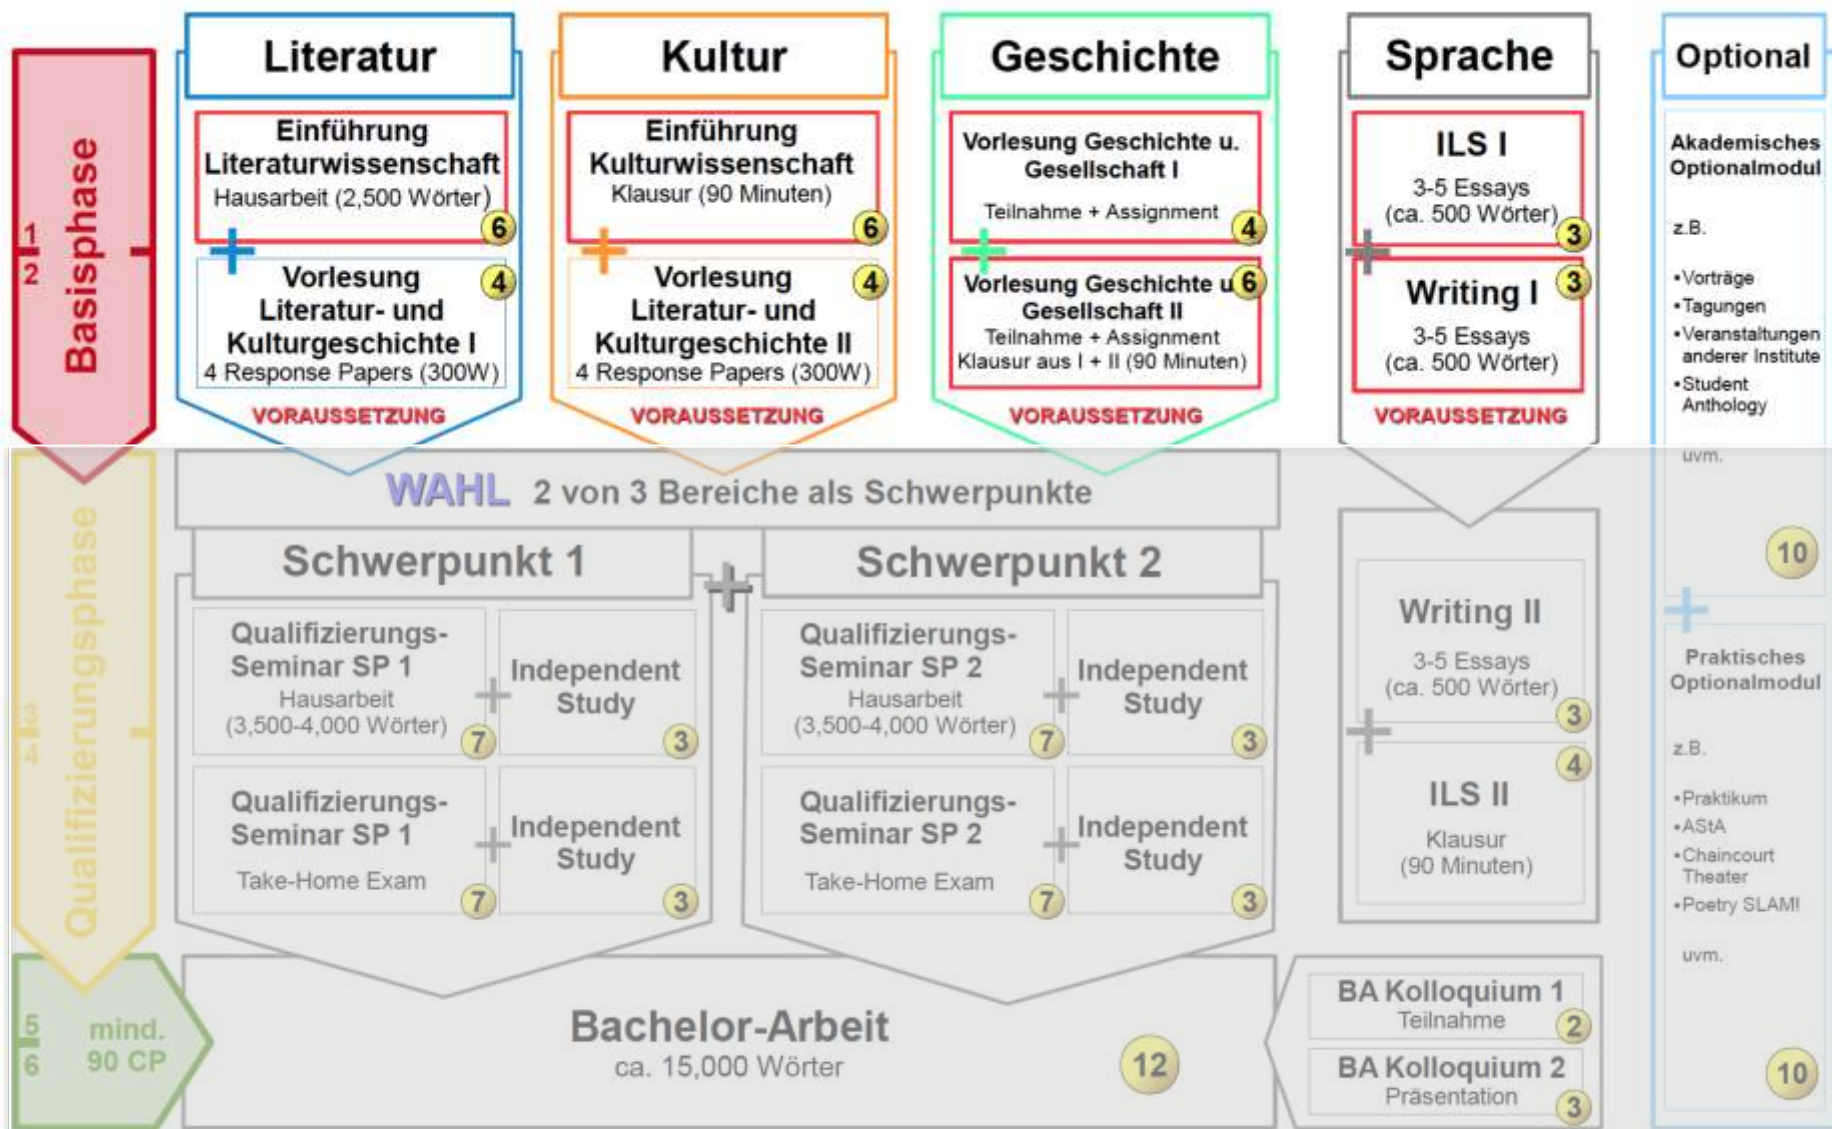 Literatur
Kultur
Geschichte
Sprache
Optional
Basisphase
1
2
Einführung
Literaturwissenschaft
Hausarbeit (2,500 Wörter)
6
Vorlesung
Literatur- und
Kulturgeschichte I
4 Response Papers (300W)
4
VORAUSSETZUNG
Einführung
Kulturwissenschaft
Klausur (90 Minuten)
6
Vorlesung
Literatur- und
Kulturgeschichte II
4 Response Papers (300W)
4
VORAUSSETZUNG
Vorlesung Geschichte u.
Gesellschaft I
Teilnahme + Assignment
4
Vorlesung Geschichte u.
Gesellschaft II
Teilnahme + Assignment
Klausur aus I + II (90 Minuten)
6
VORAUSSETZUNG
ILS I
3-5 Essays
(ca. 500 Wörter)
3
Writing I
3-5 Essays
(ca. 500 Wörter)
3
VORAUSSETZUNG
Akademisches
Optionalmodul
z.B.
•Vorträge
•Tagungen
•Veranstaltungen
anderer Institute
•Student
Anthology
uvm.
10
Qualifizierungsphase
3
4
WAHL 2 von 3 Bereiche als Schwerpunkte
Schwerpunkt 1
Qualifizierungs-
Seminar SP 1
Hausarbeit
(3,500-4,000 Wörter)
7
Independent
Study
3
Qualifizierungs-
Seminar SP 1
Take-Home Exam
7
Independent
Study
3
Schwerpunkt 2
Qualifizierungs-
Seminar SP 2
Hausarbeit
(3,500-4,000 Wörter)
7
Independent
Study
3
Qualifizierungs-
Seminar SP 2
Take-Home Exam
7
Independent
Study
3
Writing II
3-5 Essays
(ca. 500 Wörter)
3
ILS II
Klausur
(90 Minuten)
4
Praktisches
Optionalmodul
z.B.
•Praktikum
•AStA
•Chaincourt
Theater
•Poetry SLAM!
uvm.
10
5
6
mind.
90 CP
Bachelor-Arbeit
ca. 15,000 Wörter
12
BA Kolloquium 1
Teilnahme
2
BA Kolloquium 2
Präsentation
3